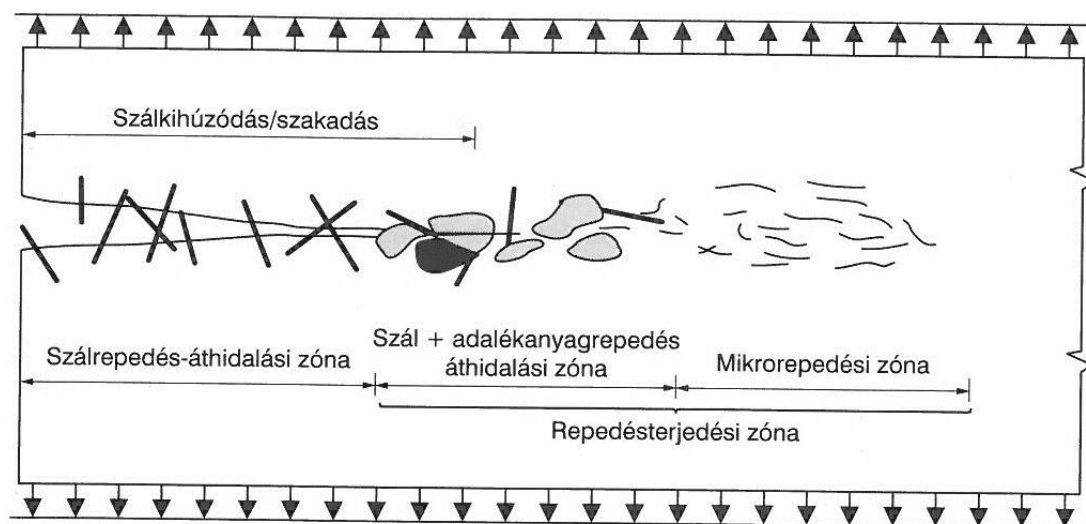 Szálkihúzódás/szakadás
Szálrepedés-áthidalási zóna
Szál + adalékanyagrepedés
áthidalási zóna
Mikrorepedési zóna
Repedésterjedési zóna